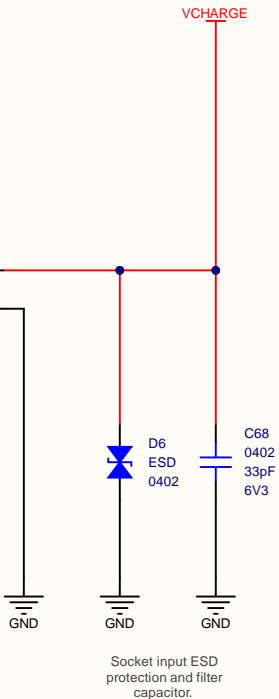 VCHARGE
D6
ESD
0402
C68
0402
33pF
6V3
GND
GND
GND
Socket input ESD
protection and filter
capacitor.